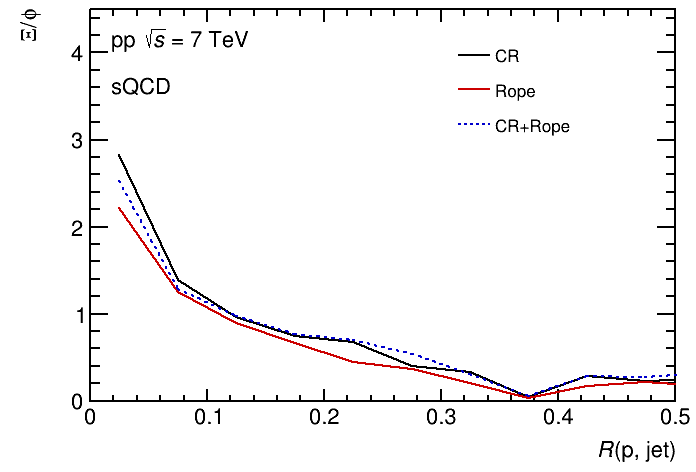 Ξ/ϕ
pp √s = 7 TeV
sQCD
CR
Rope
CR+Rope
4
3
2
1
0
0 0.1 0.2 0.3 0.4 0.5
R(p, jet)